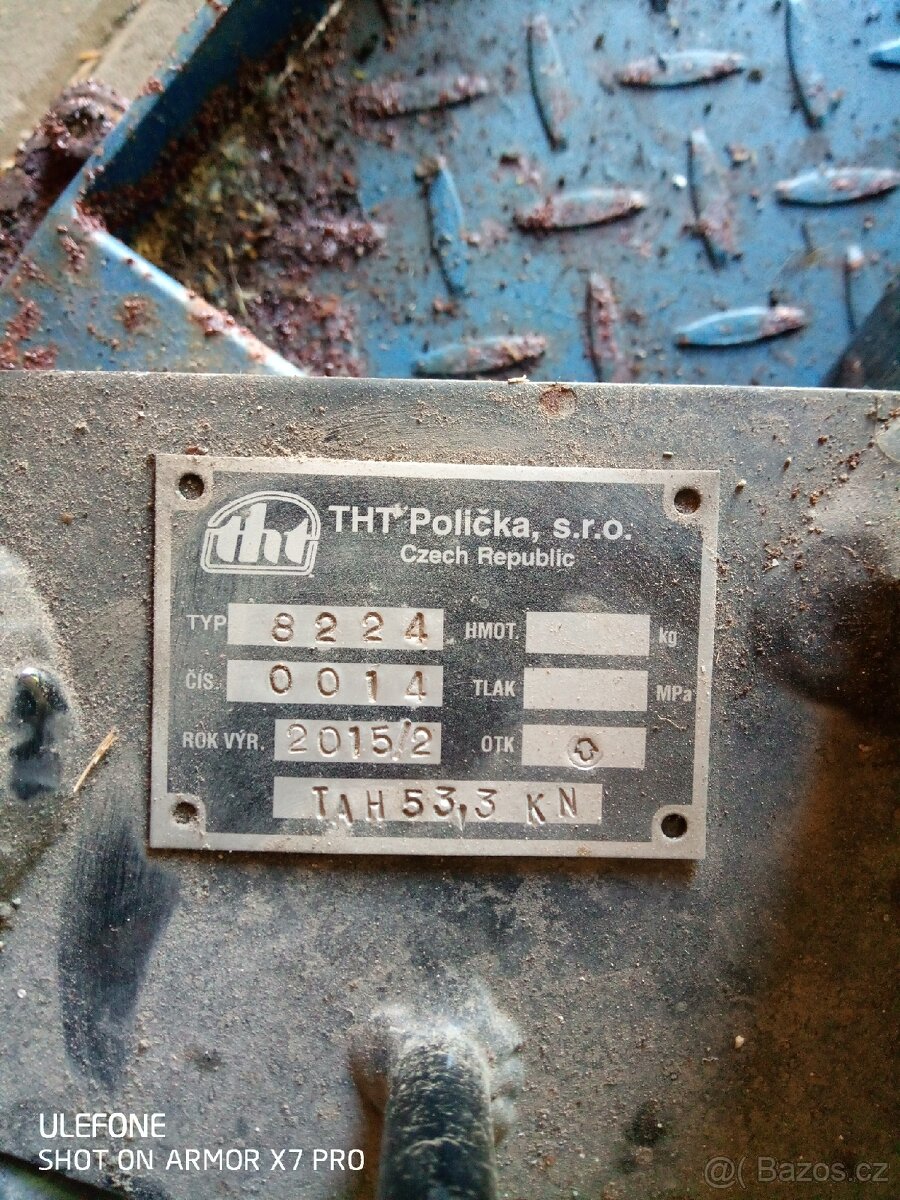 tht
THT Polička, s.r.o.
Czech Republic
TYP 8224 HMOT. kg
ČÍS. 0014 TLAK MPa
ROK VÝR. 2015/2 OTK
TAH 53,3 KN
ULEFONE
SHOT ON ARMOR X7 PRO
@( Bazos.cz